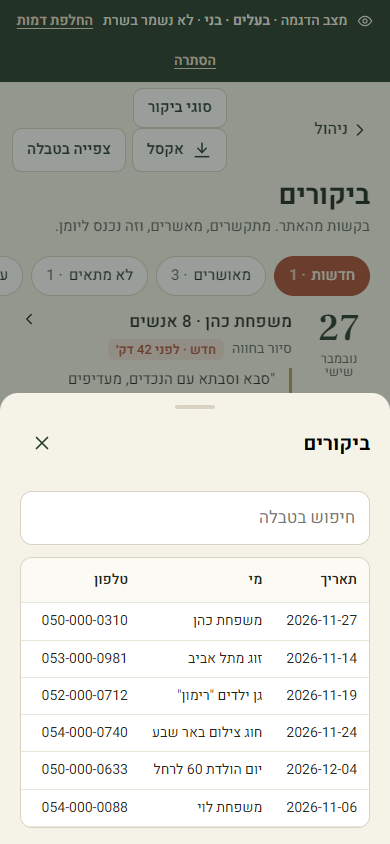 מצב הדגמה · בעלים · בני · לא נשמר בשרת החלפת דמות
הסתרה
ניהול
סוגי ביקור
אקסל
צפייה בטבלה
ביקורים
בקשות מהאתר. מתקשרים, מאשרים, וזה נכנס ליומן.
חדשות · 1
מאושרים · 3
לא מתאים · 1
27
נובמבר
שישי
משפחת כהן · 8 אנשים
סיור בחווה חדש · לפני 42 דק׳
"סבא וסבתא עם הנכדים, מעדיפים
ביקורים
חיפוש בטבלה
תאריך מי טלפון
2026-11-27 משפחת כהן 050-000-0310
2026-11-14 זוג מתל אביב 053-000-0981
2026-11-19 גן ילדים "רימון" 052-000-0712
2026-11-24 חוג צילום באר שבע 054-000-0740
2026-12-04 יום הולדת 60 לרחל 050-000-0633
2026-11-06 משפחת לוי 054-000-0088